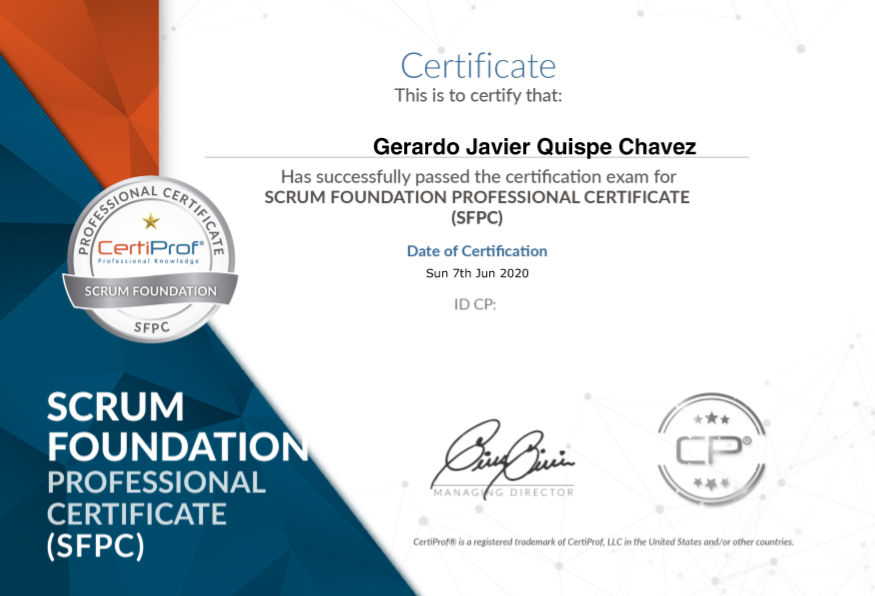 Certificate
This is to certify that:
Gerardo Javier Quispe Chavez
Has successfully passed the certification exam for
SCRUM FOUNDATION PROFESSIONAL CERTIFICATE
(SFPC)
Date of Certification
Sun 7th Jun 2020
ID CP:
PROFESSIONAL CERTIFICATE
CertiProf®
Professional Knowledge
SCRUM FOUNDATION
SFPC
SCRUM
FOUNDATION
PROFESSIONAL
CERTIFICATE
(SFPC)
MANAGING DIRECTOR
CP®
CertiProf® is a registered trademark of CertiProf, LLC in the United States and/or other countries.